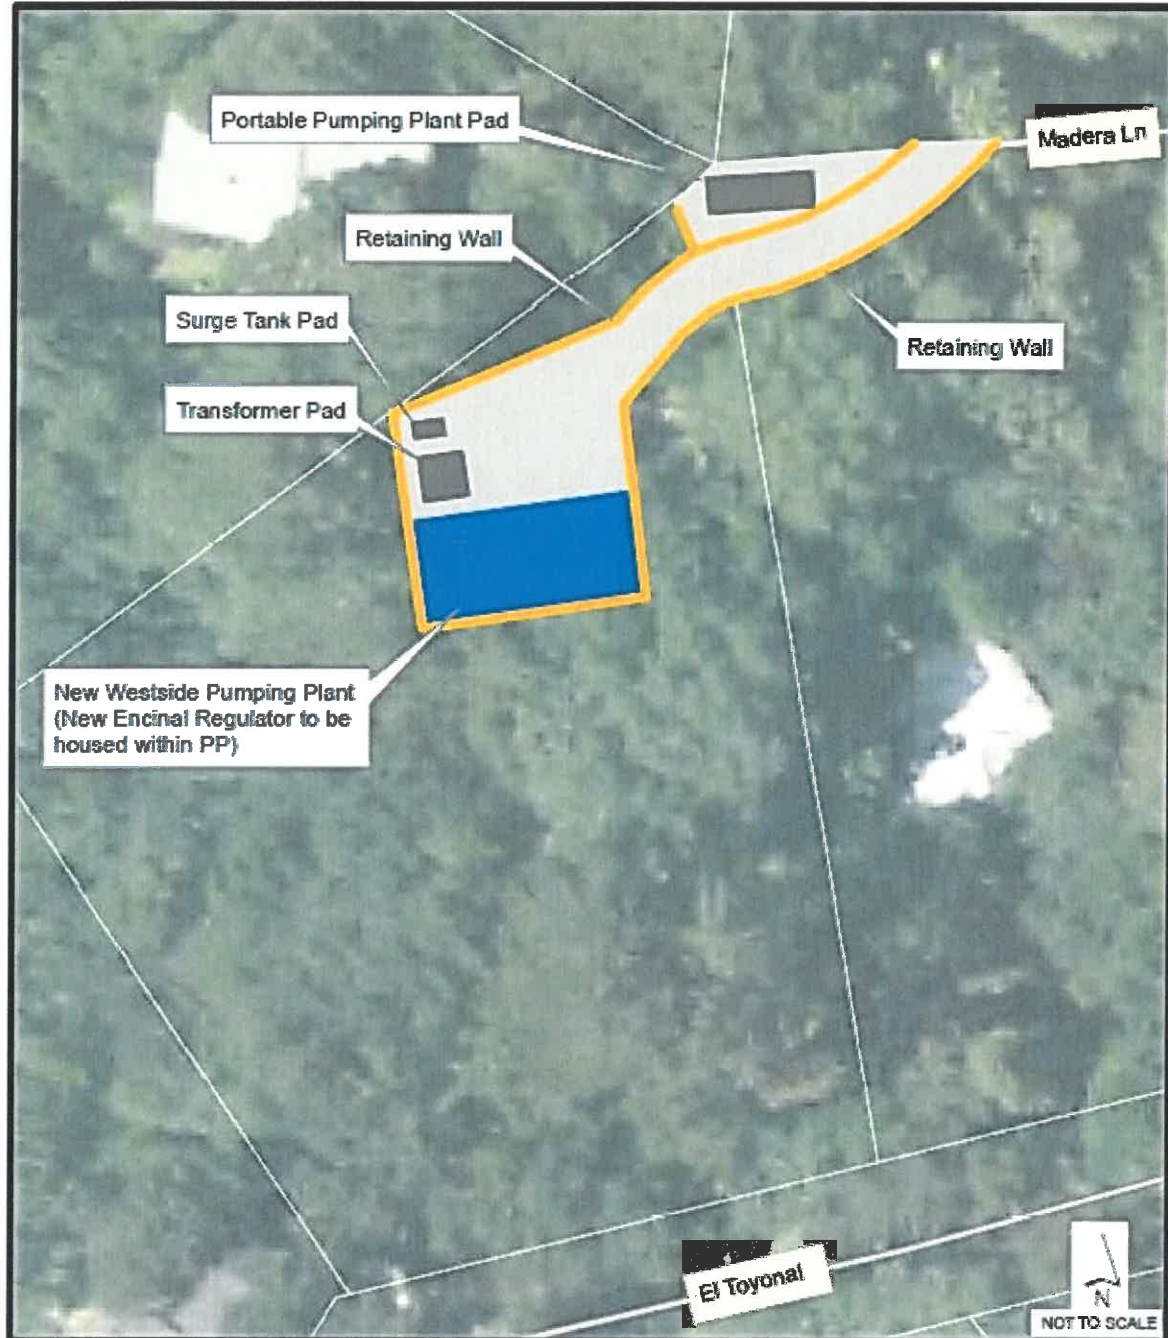 Portable Pumping Plant Pad
Madera Ln
Retaining Wall
Surge Tank Pad
Retaining Wall
Transformer Pad
New Westside Pumping Plant
(New Encinal Regulator to be
housed within PP)
El Toyonal
N
NOT TO SCALE